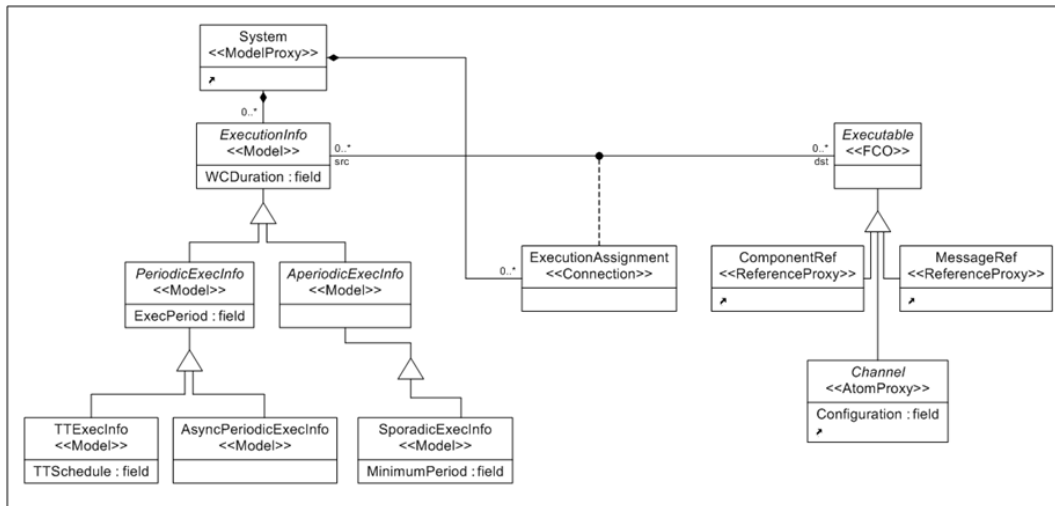 System
<<ModelProxy>>
0..*
ExecutionInfo
<<Model>>
WCDuration : field
0..*
src
0..*
dst
Executable
<<FCO>>
PeriodicExecInfo
<<Model>>
ExecPeriod : field
AperiodicExecInfo
<<Model>>
0..*
ExecutionAssignment
<<Connection>>
ComponentRef
<<ReferenceProxy>>
MessageRef
<<ReferenceProxy>>
Channel
<<AtomProxy>>
Configuration : field
TTExecInfo
<<Model>>
TTSchedule : field
AsyncPeriodicExecInfo
<<Model>>
SporadicExecInfo
<<Model>>
MinimumPeriod : field